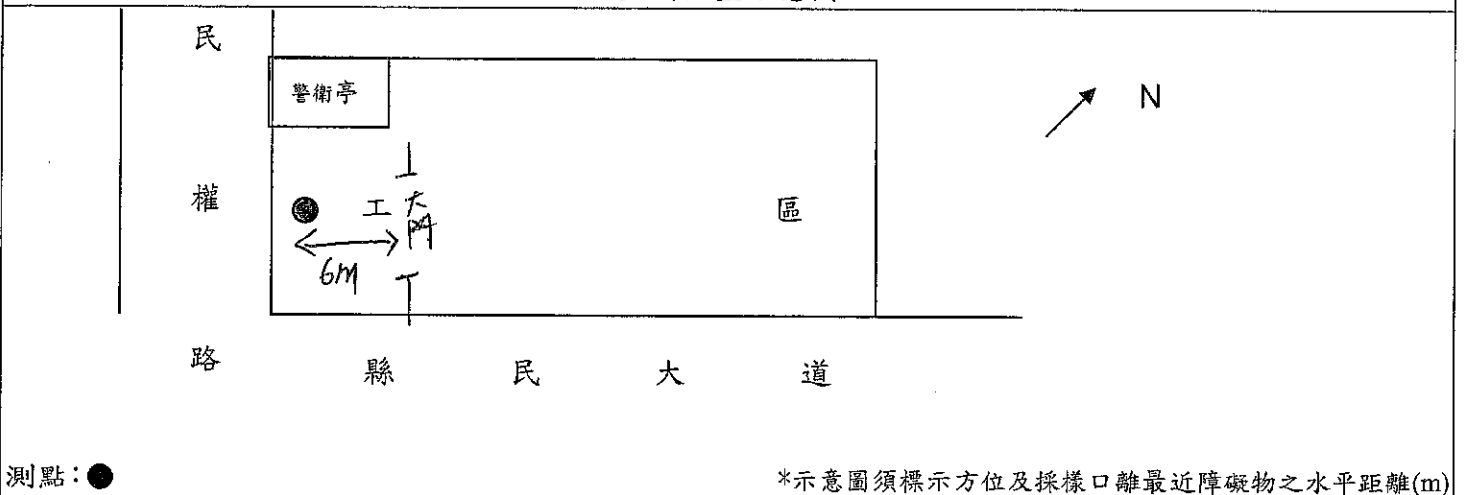 民權路
警衛亭
N
工區
大門
6m
縣民大道
測點：●
*示意圖須標示方位及採樣口離最近障礙物之水平距離(m)